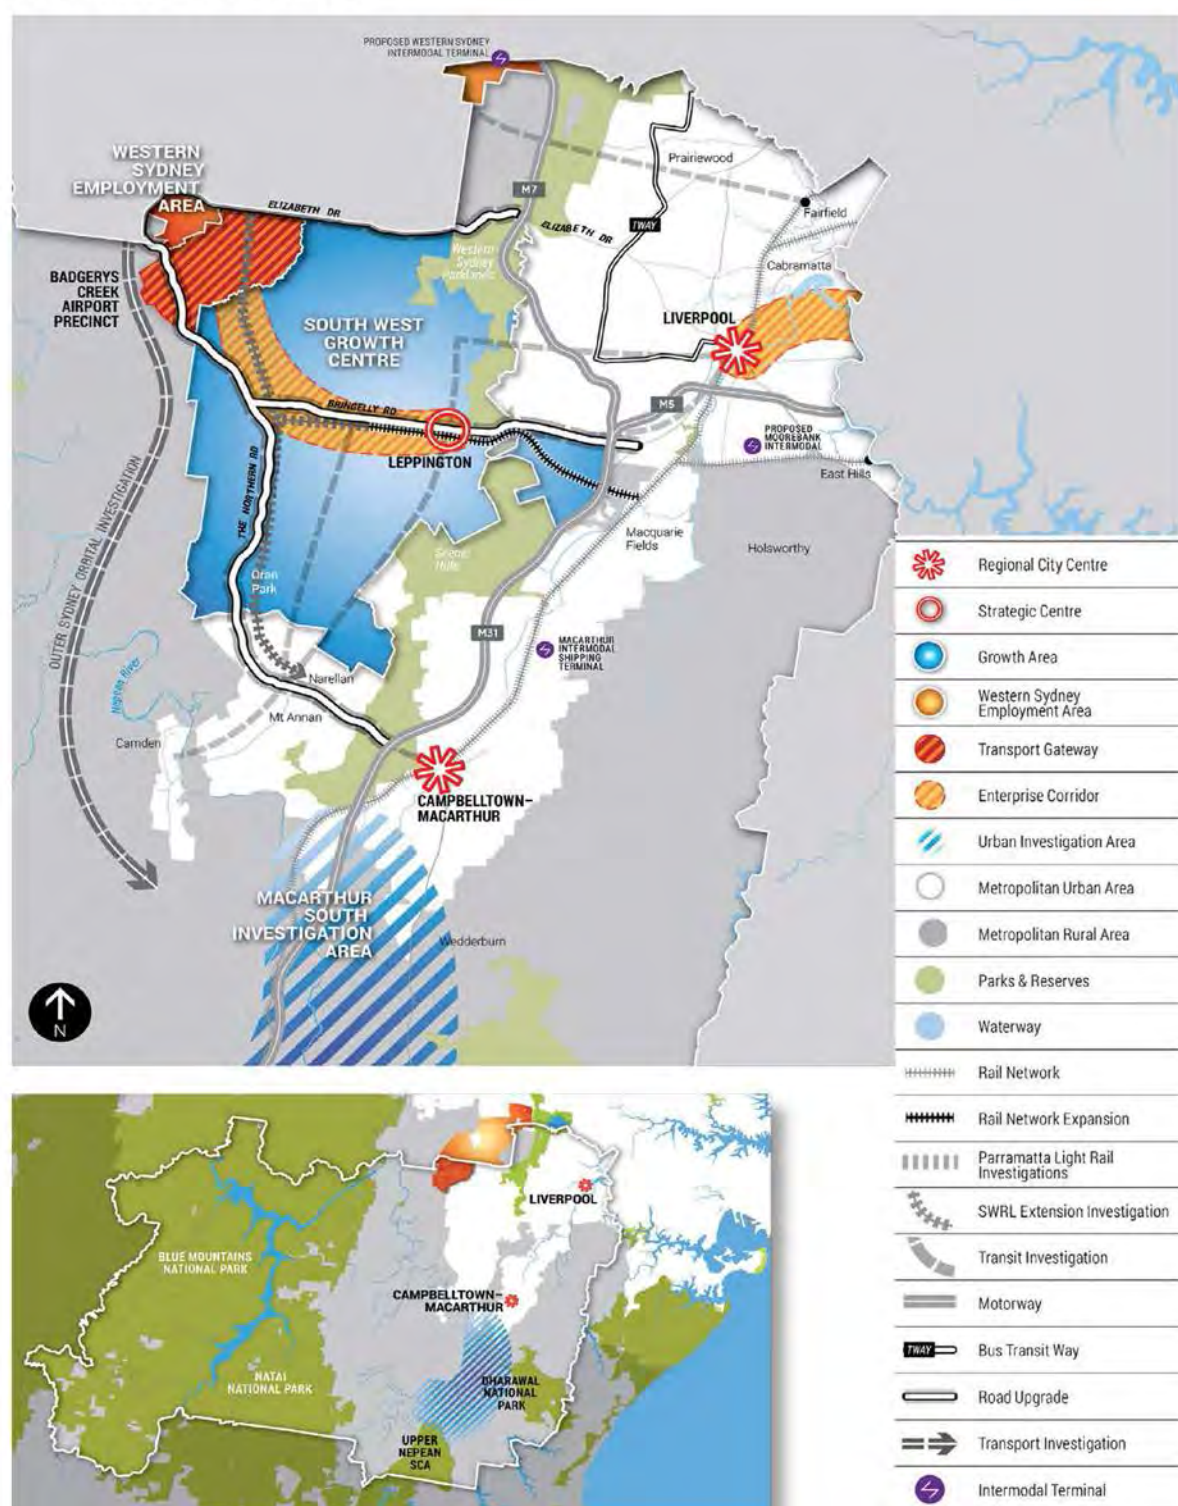 PROPOSED WESTERN SYDNEY
INTERMODAL TERMINAL
WESTERN
SYDNEY
EMPLOYMENT
AREA
ELIZABETH DR
M7
Prairiewood
Fairfield
TWAY
ELIZABETH DR
Western
Sydney
Parklands
Cabramatta
BADGERYS
CREEK
AIRPORT
PRECINCT
SOUTH WEST
GROWTH
CENTRE
LIVERPOOL
BRINGELLY RD
M5
PROPOSED
MOOREBANK
INTERMODAL
LEPPINGTON
East Hills
THE NORTHERN RD
OUTER SYDNEY ORBITAL INVESTIGATION
Macquarie
Fields
Holsworthy
Scenic
Hills
Oran
Park
M31
MACARTHUR
INTERMODAL
SHIPPING
TERMINAL
Nepean River
Narellan
Mt Annan
Camden
CAMPBELLTOWN–
MACARTHUR
MACARTHUR
SOUTH
INVESTIGATION
AREA
Wedderburn
N
Regional City Centre
Strategic Centre
Growth Area
Western Sydney
Employment Area
Transport Gateway
Enterprise Corridor
Urban Investigation Area
Metropolitan Urban Area
Metropolitan Rural Area
Parks & Reserves
Waterway
Rail Network
Rail Network Expansion
Parramatta Light Rail
Investigations
SWRL Extension Investigation
Transit Investigation
Motorway
TWAY
Bus Transit Way
Road Upgrade
Transport Investigation
Intermodal Terminal
LIVERPOOL
BLUE MOUNTAINS
NATIONAL PARK
CAMPBELLTOWN–
MACARTHUR
NATAI
NATIONAL PARK
DHARAWAL
NATIONAL
PARK
UPPER
NEPEAN
SCA